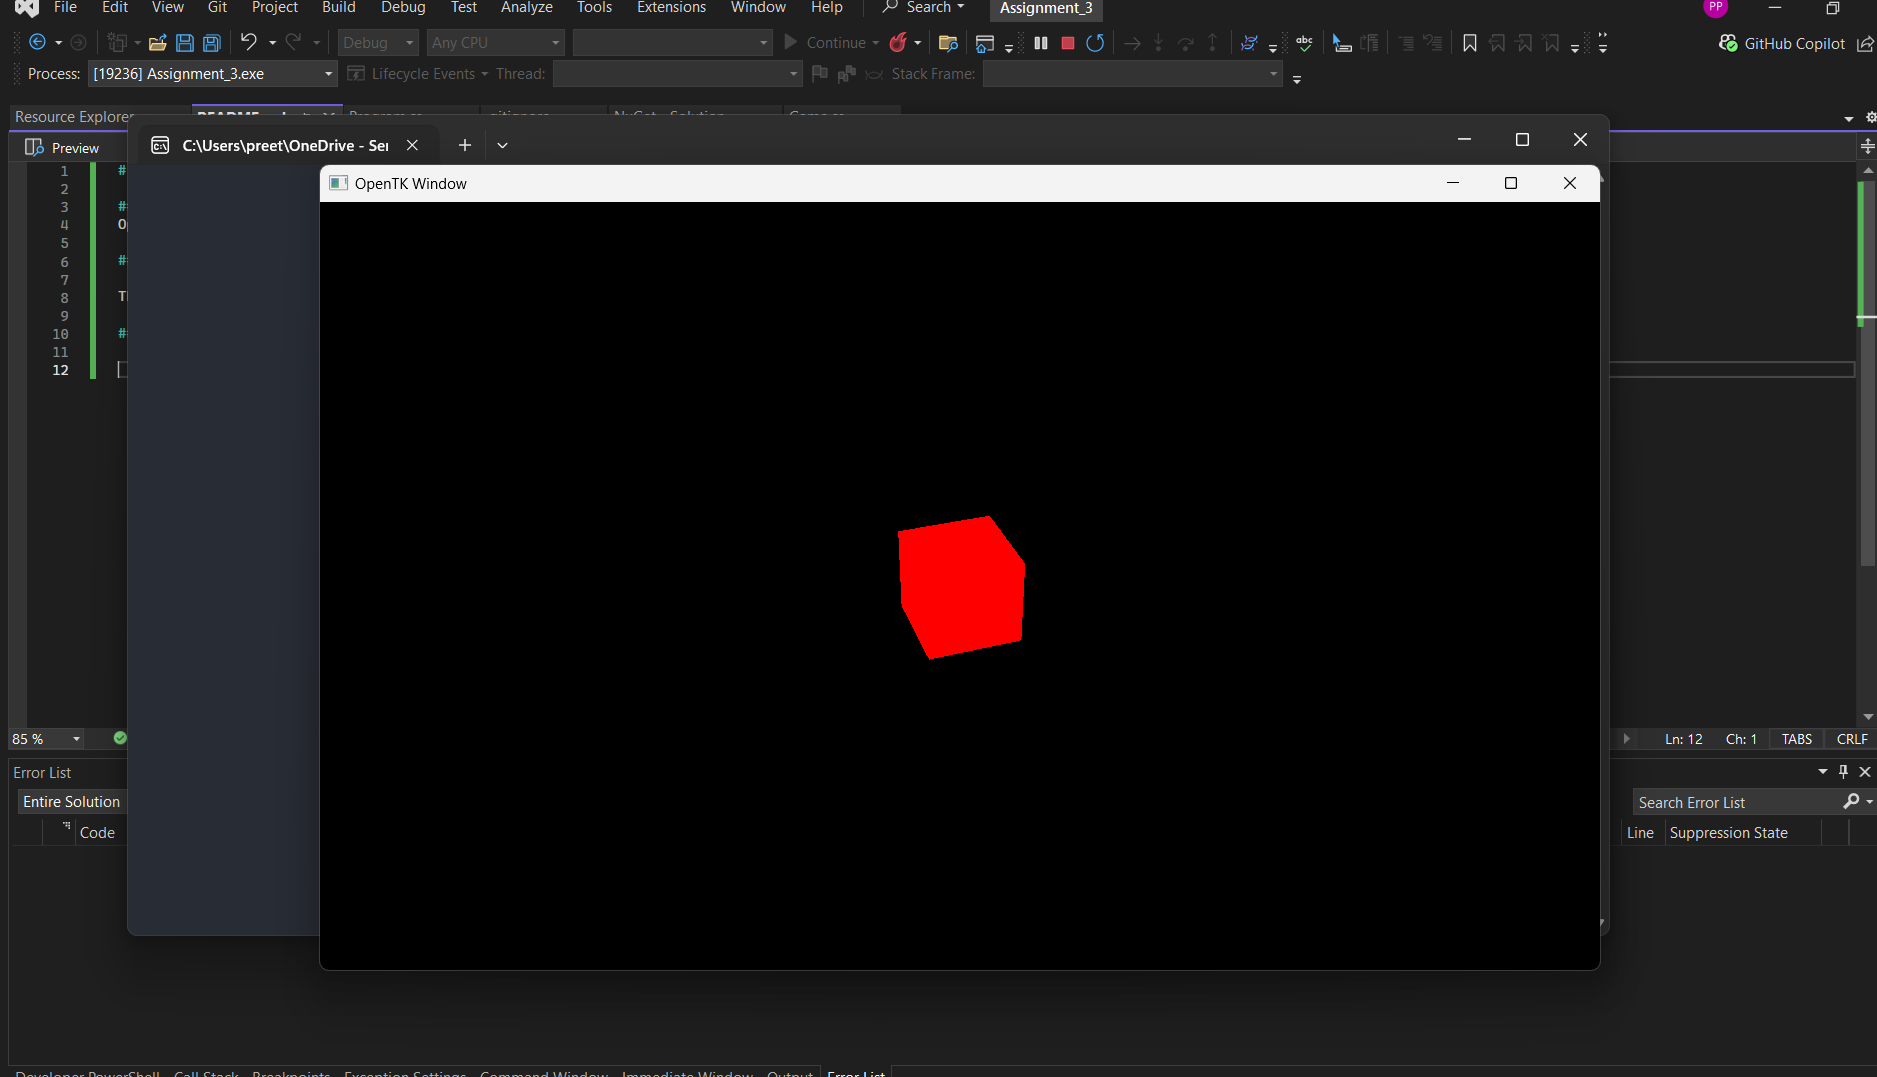 File Edit View Git Project Build Debug Test Analyze Tools Extensions Window Help Search Assignment_3 PP
Debug Any CPU Continue abc GitHub Copilot
Process: [19236] Assignment_3.exe Lifecycle Events Thread: Stack Frame:
Resource Explorer
C:\Users\preet\OneDrive - Ser
Preview
OpenTK Window
1 #
2
3 ##
4
5
6 ##
7
8
9
10 ##
11
12
85 % Ln: 12 Ch: 1 TABS CRLF
Error List
Entire Solution Search Error List
Code Line Suppression State
Developer PowerShell Call Stack Breakpoints Exception Settings Command Window Immediate Window Output Error List